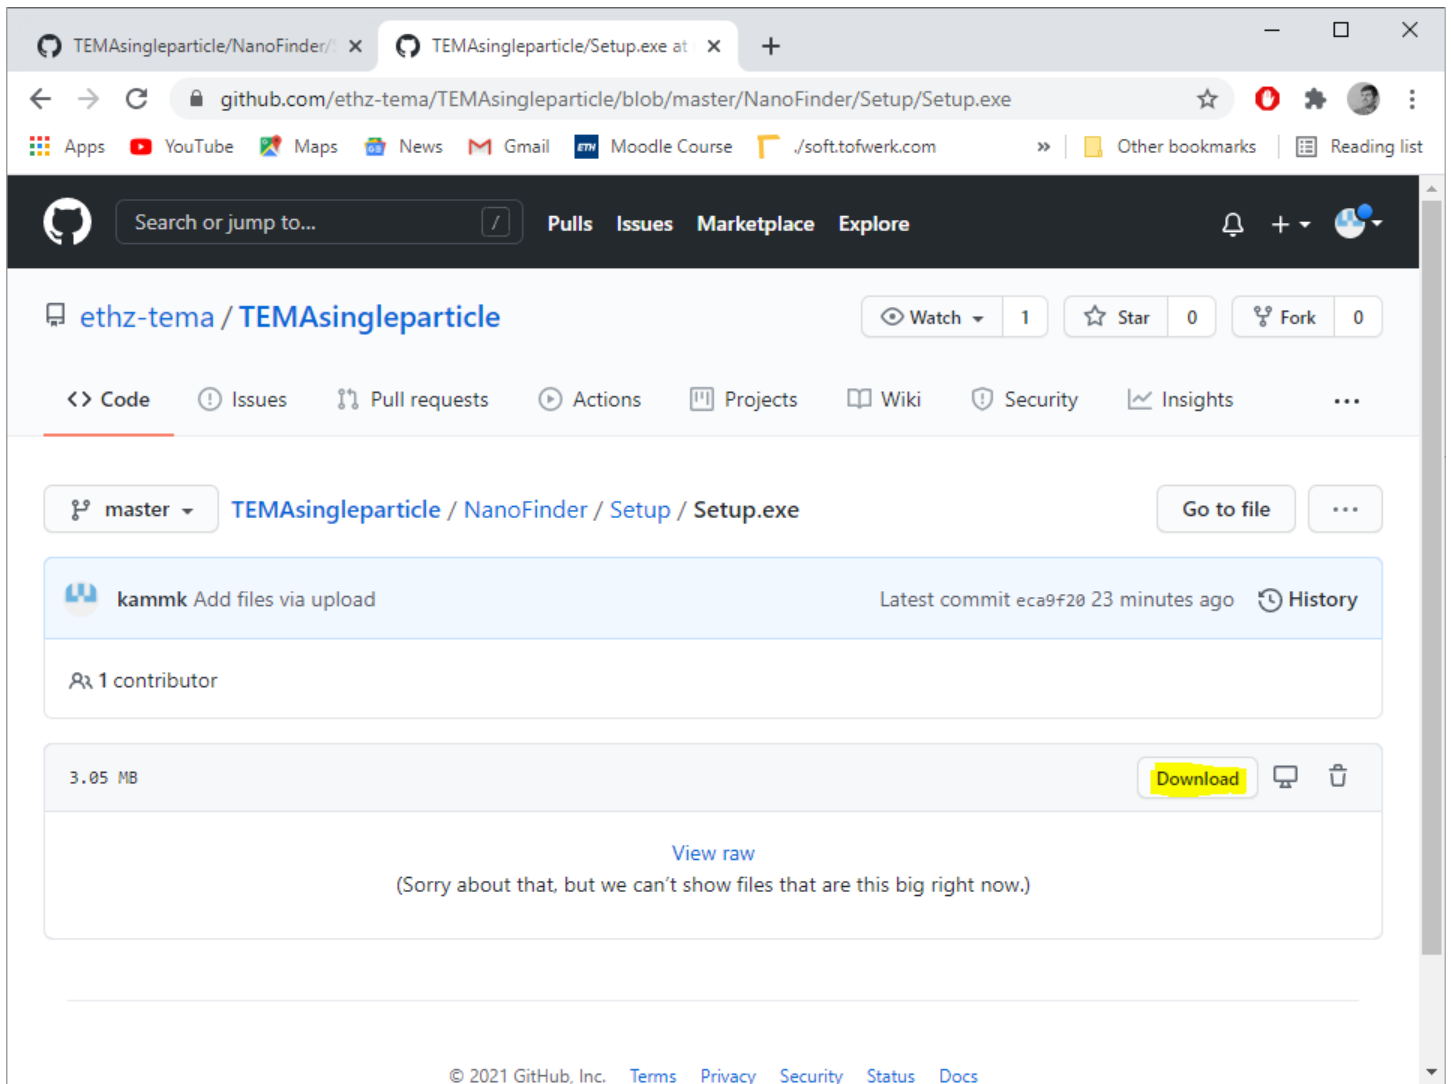 TEMAsingleparticle/NanoFinder/ TEMAsingleparticle/Setup.exe at
github.com/ethz-tema/TEMAsingleparticle/blob/master/NanoFinder/Setup/Setup.exe
Apps YouTube Maps News Gmail ETH Moodle Course ./soft.tofwerk.com » Other bookmarks Reading list
Search or jump to... / Pulls Issues Marketplace Explore
ethz-tema / TEMAsingleparticle Watch 1 Star 0 Fork 0
Code Issues Pull requests Actions Projects Wiki Security Insights ...
master TEMAsingleparticle / NanoFinder / Setup / Setup.exe Go to file ...
kammk Add files via upload Latest commit eca9f20 23 minutes ago History
1 contributor
3.05 MB Download
View raw
(Sorry about that, but we can’t show files that are this big right now.)
© 2021 GitHub, Inc. Terms Privacy Security Status Docs